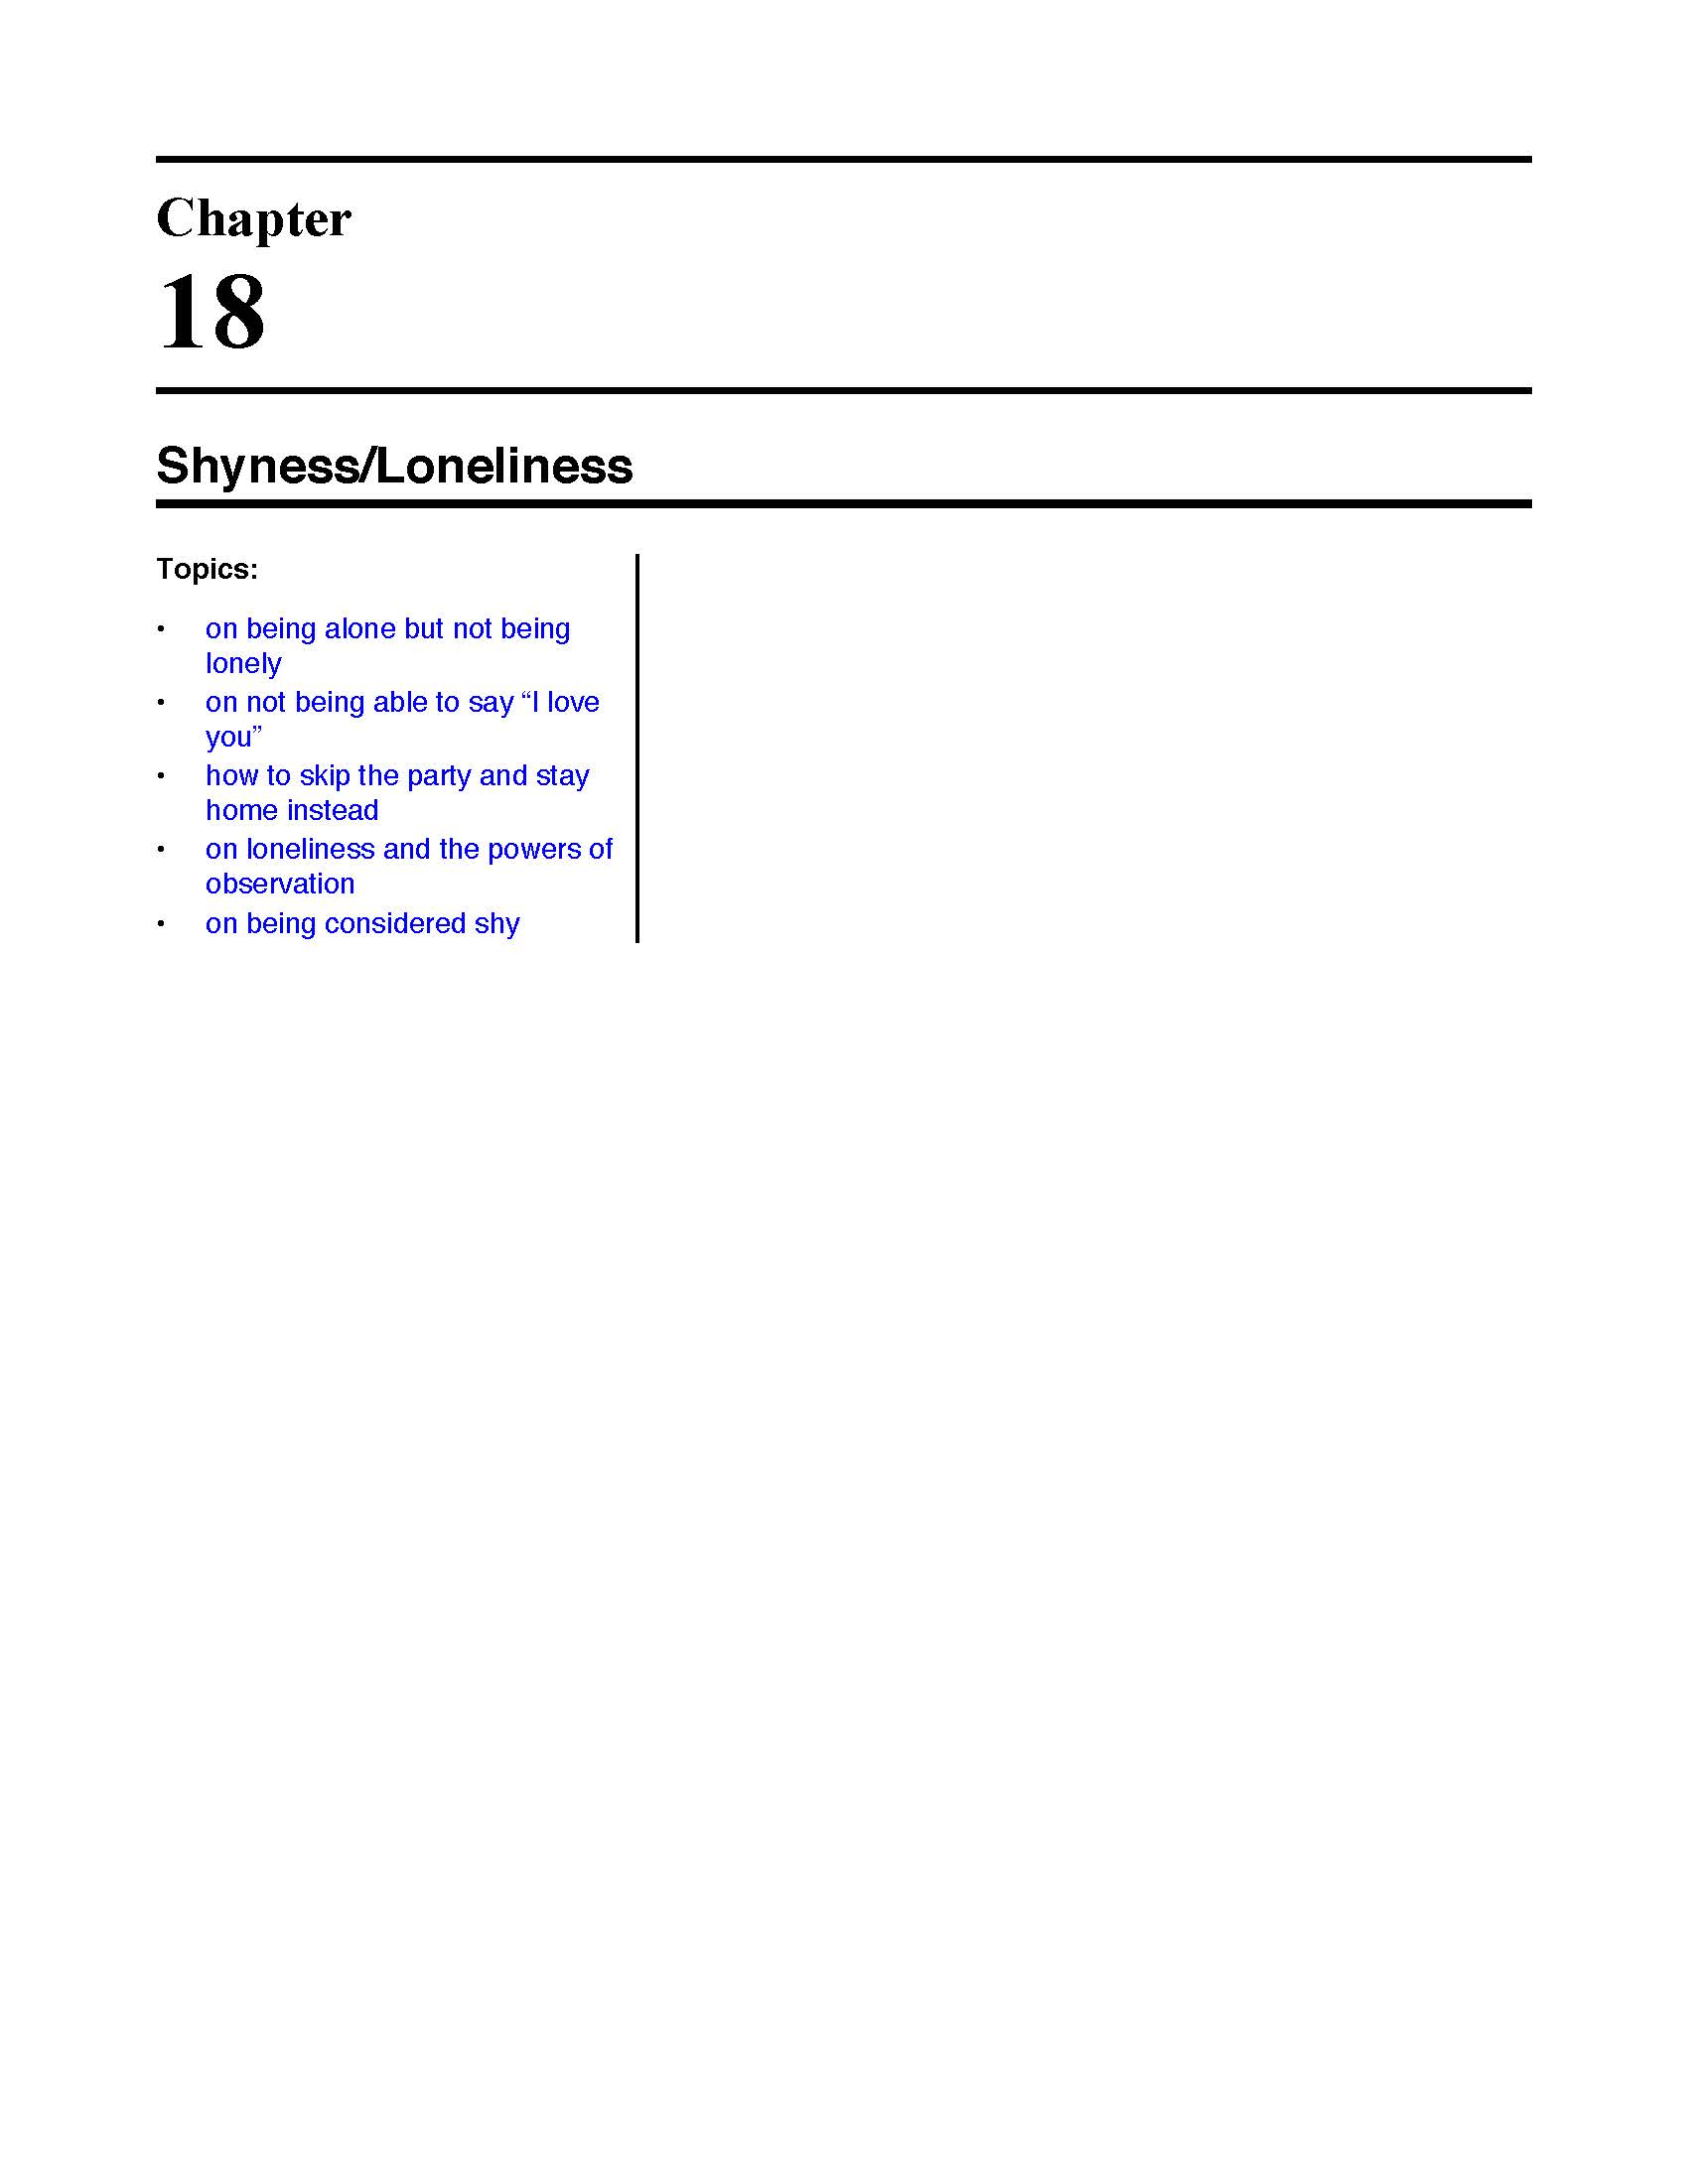 Chapter
18
Shyness/Loneliness
Topics:
• on being alone but not being
lonely
• on not being able to say “I love
you”
• how to skip the party and stay
home instead
• on loneliness and the powers of
observation
• on being considered shy